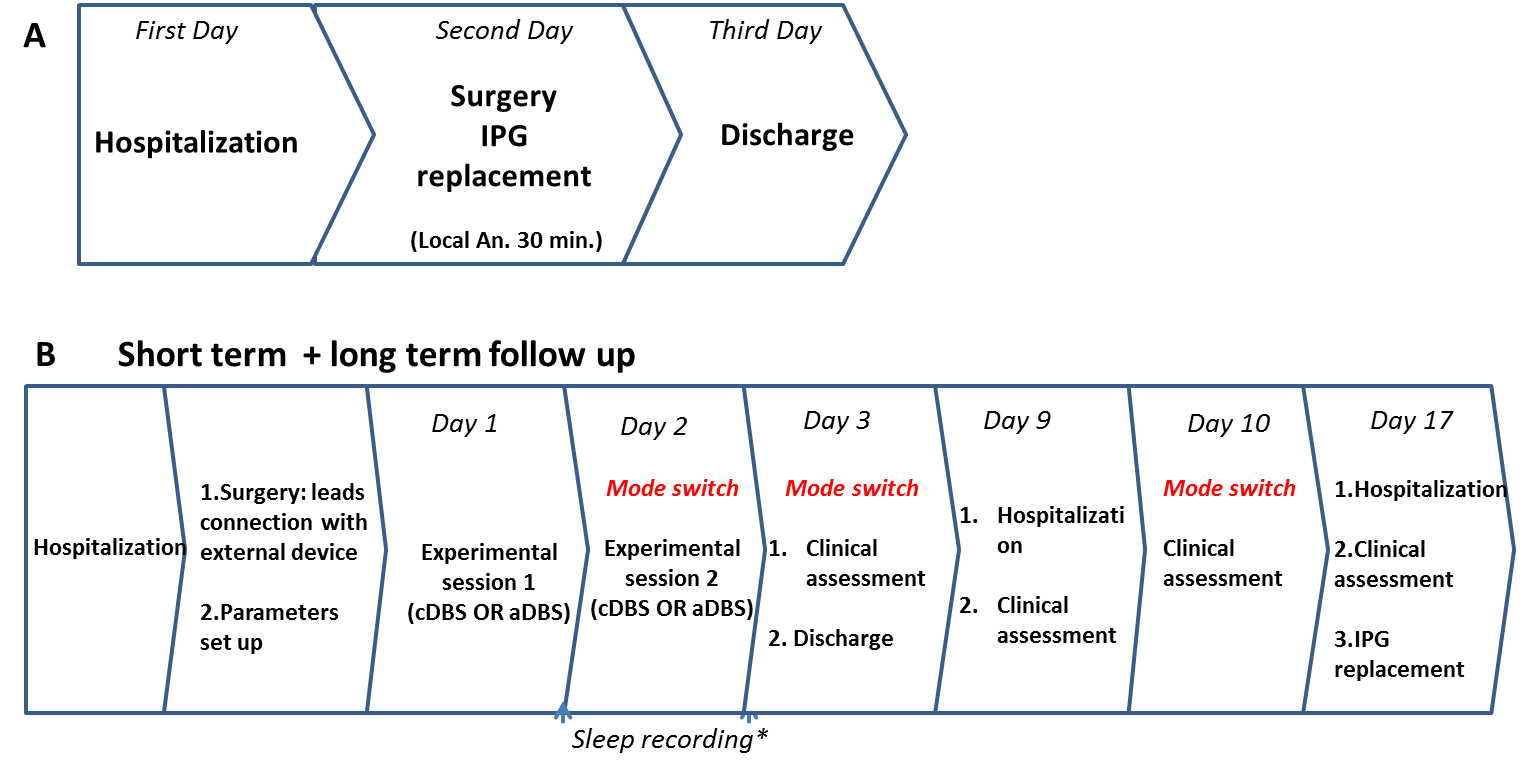 A
First Day
Hospitalization
Second Day
Surgery
IPG
replacement
(Local An. 30 min.)
Third Day
Discharge
B Short term + long term follow up
Hospitalization
1.Surgery: leads
connection with
external device
2.Parameters
set up
Day 1
Experimental
session 1
(cDBS OR aDBS)
Day 2
Mode switch
Experimental
session 2
(cDBS OR aDBS)
Day 3
Mode switch
1. Clinical
assessment
2. Discharge
Day 9
1. Hospitalizati
on
2. Clinical
assessment
Day 10
Mode switch
Clinical
assessment
Day 17
1.Hospitalization
2.Clinical
assessment
3.IPG
replacement
Sleep recording*